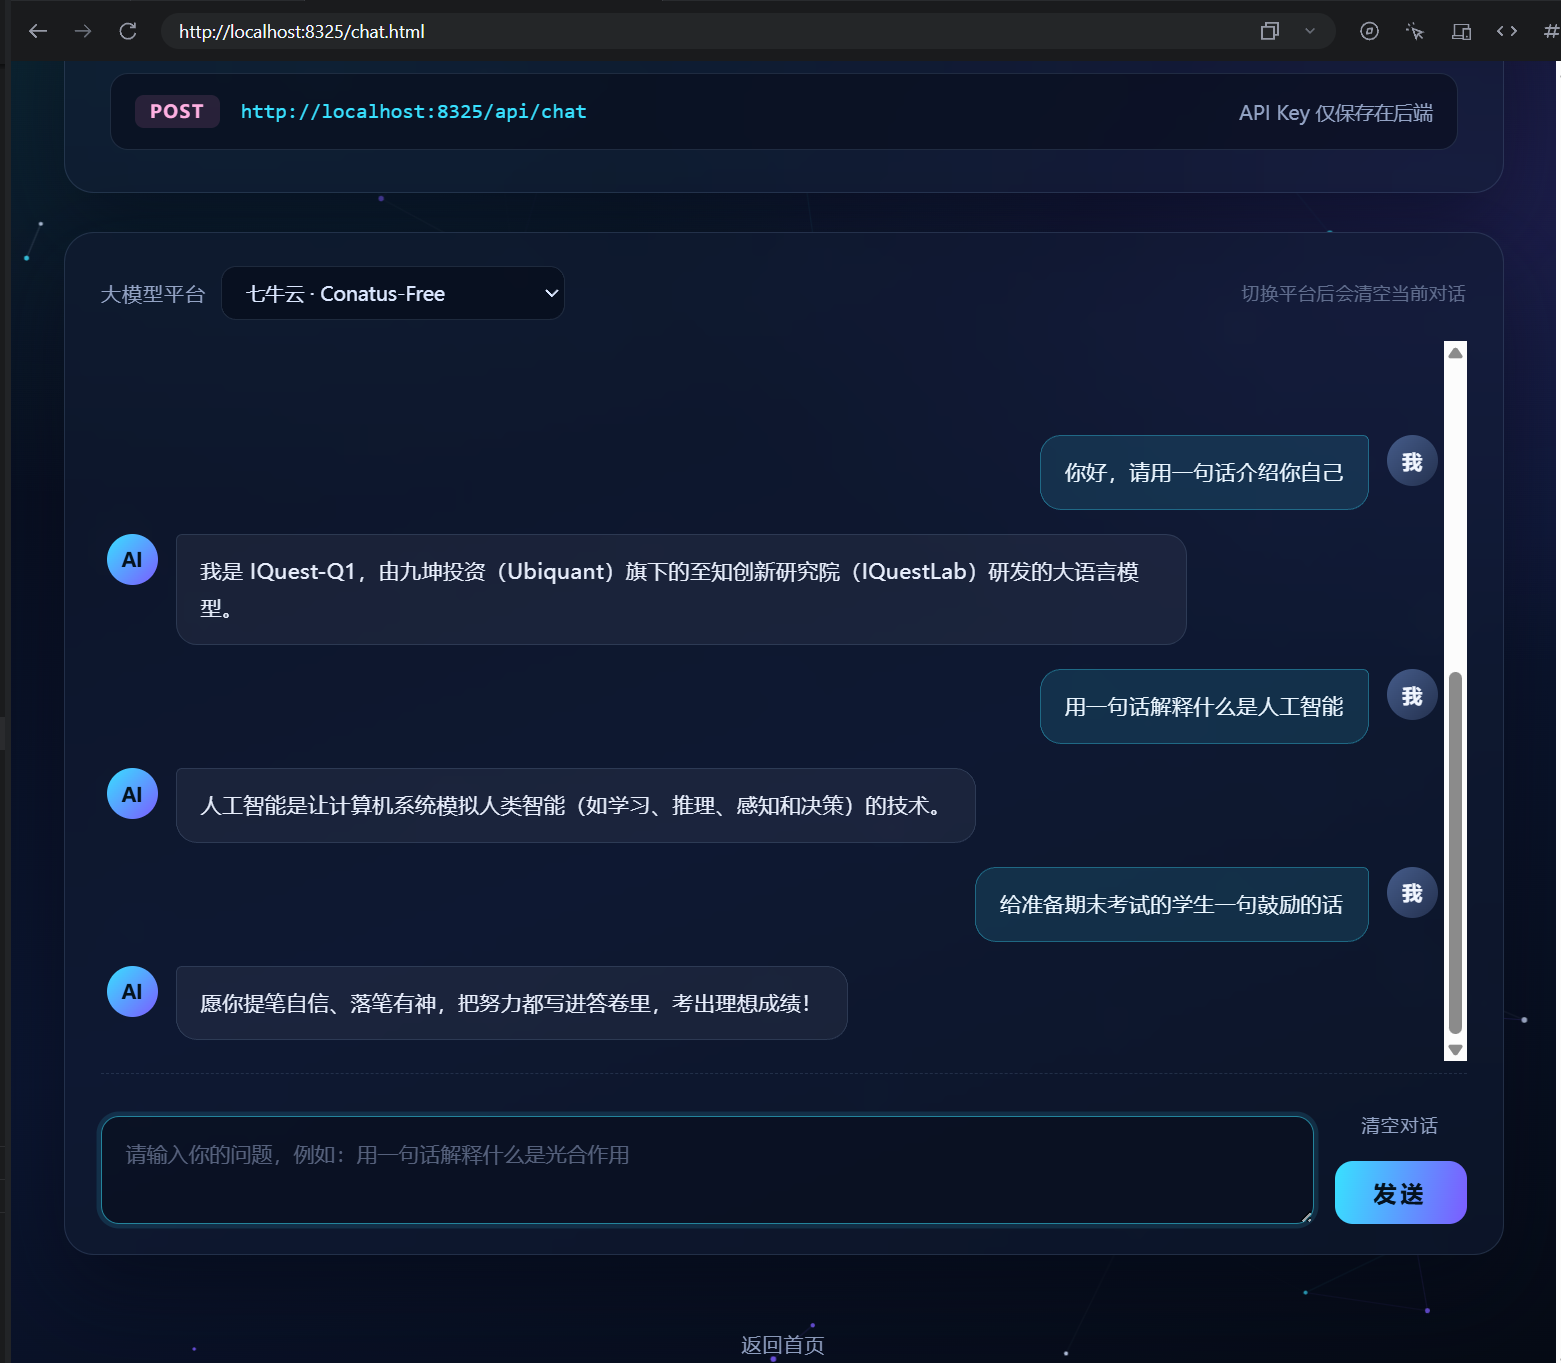 http://localhost:8325/chat.html
POST http://localhost:8325/api/chat API Key 仅保存在后端
大模型平台 七牛云 · Conatus-Free 切换平台后会清空当前对话
你好，请用一句话介绍你自己 我
AI 我是 IQuest-Q1，由九坤投资（Ubiquant）旗下的至知创新研究院（IQuestLab）研发的大语言模
型。
用一句话解释什么是人工智能 我
AI 人工智能是让计算机系统模拟人类智能（如学习、推理、感知和决策）的技术。
给准备期末考试的学生一句鼓励的话 我
AI 愿你提笔自信、落笔有神，把努力都写进答卷里，考出理想成绩！
请输入你的问题，例如：用一句话解释什么是光合作用
清空对话
发送
返回首页